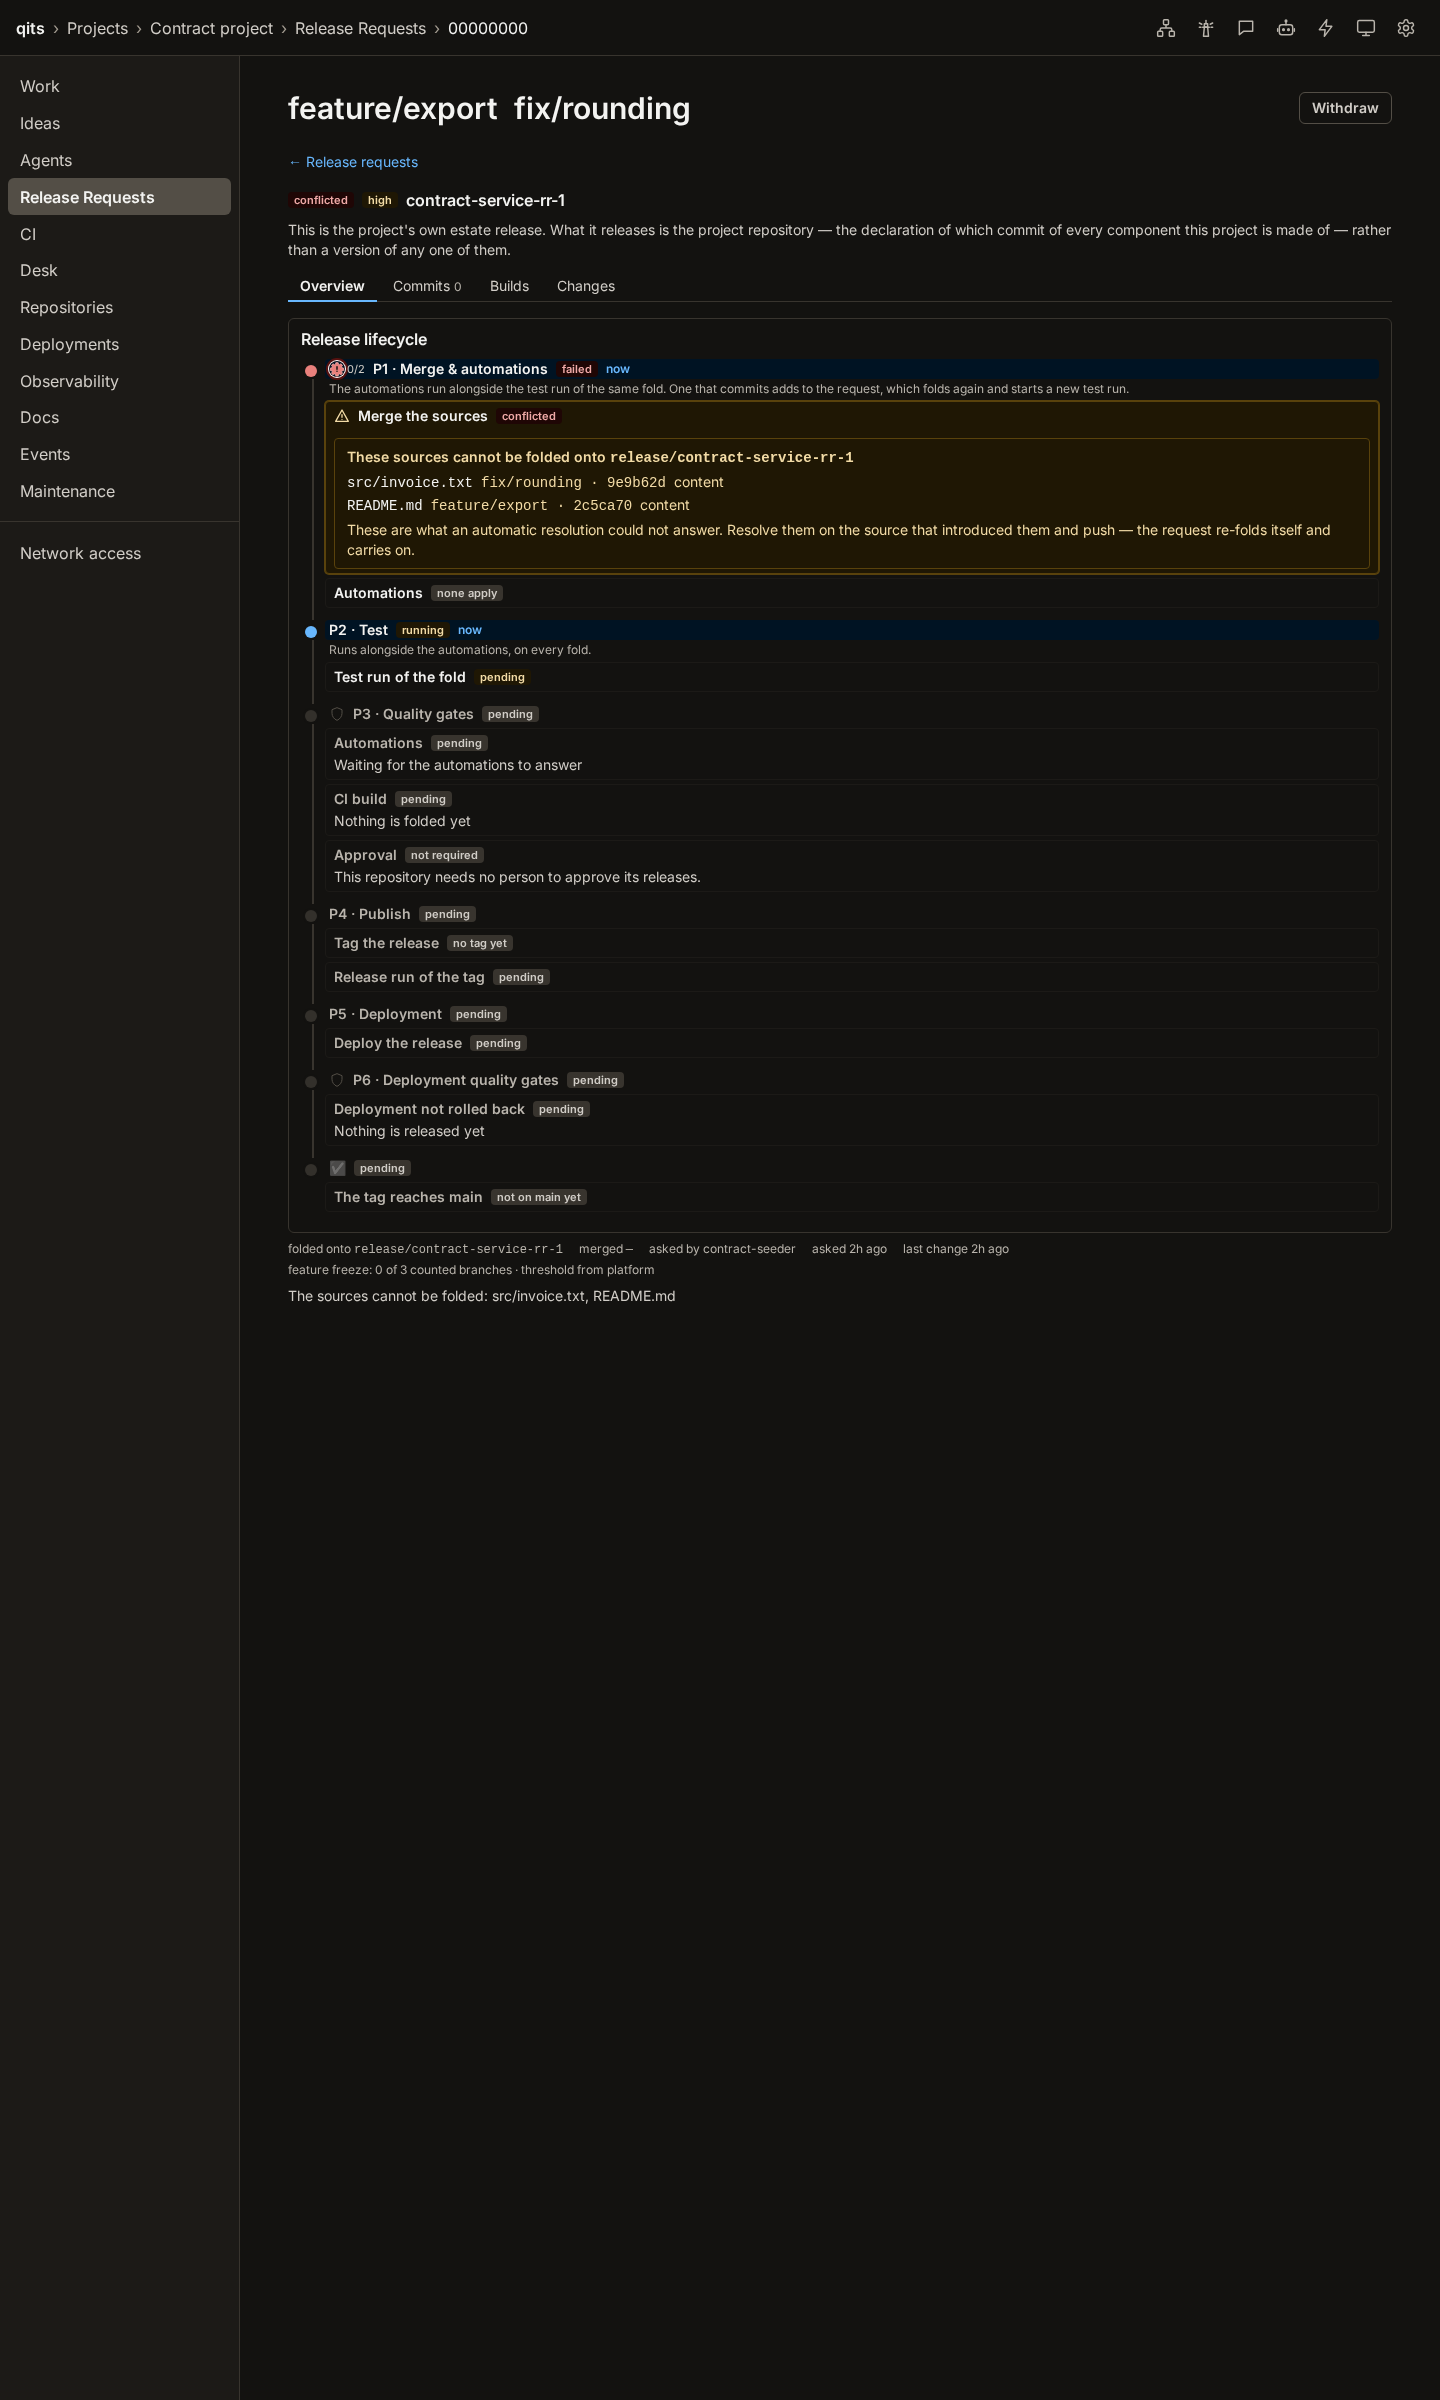 qits › Projects › Contract project › Release Requests › 00000000
Work
Ideas
Agents
Release Requests
CI
Desk
Repositories
Deployments
Observability
Docs
Events
Maintenance
Network access
feature/export fix/rounding
Withdraw
← Release requests
conflicted high contract-service-rr-1
This is the project's own estate release. What it releases is the project repository — the declaration of which commit of every component this project is made of — rather
than a version of any one of them.
Overview Commits 0 Builds Changes
Release lifecycle
0/2 P1 · Merge & automations failed now
The automations run alongside the test run of the same fold. One that commits adds to the request, which folds again and starts a new test run.
Merge the sources conflicted
These sources cannot be folded onto release/contract-service-rr-1
src/invoice.txt fix/rounding · 9e9b62d content
README.md feature/export · 2c5ca70 content
These are what an automatic resolution could not answer. Resolve them on the source that introduced them and push — the request re-folds itself and
carries on.
Automations none apply
P2 · Test running now
Runs alongside the automations, on every fold.
Test run of the fold pending
P3 · Quality gates pending
Automations pending
Waiting for the automations to answer
CI build pending
Nothing is folded yet
Approval not required
This repository needs no person to approve its releases.
P4 · Publish pending
Tag the release no tag yet
Release run of the tag pending
P5 · Deployment pending
Deploy the release pending
P6 · Deployment quality gates pending
Deployment not rolled back pending
Nothing is released yet
pending
The tag reaches main not on main yet
folded onto release/contract-service-rr-1 merged — asked by contract-seeder asked 2h ago last change 2h ago
feature freeze: 0 of 3 counted branches · threshold from platform
The sources cannot be folded: src/invoice.txt, README.md